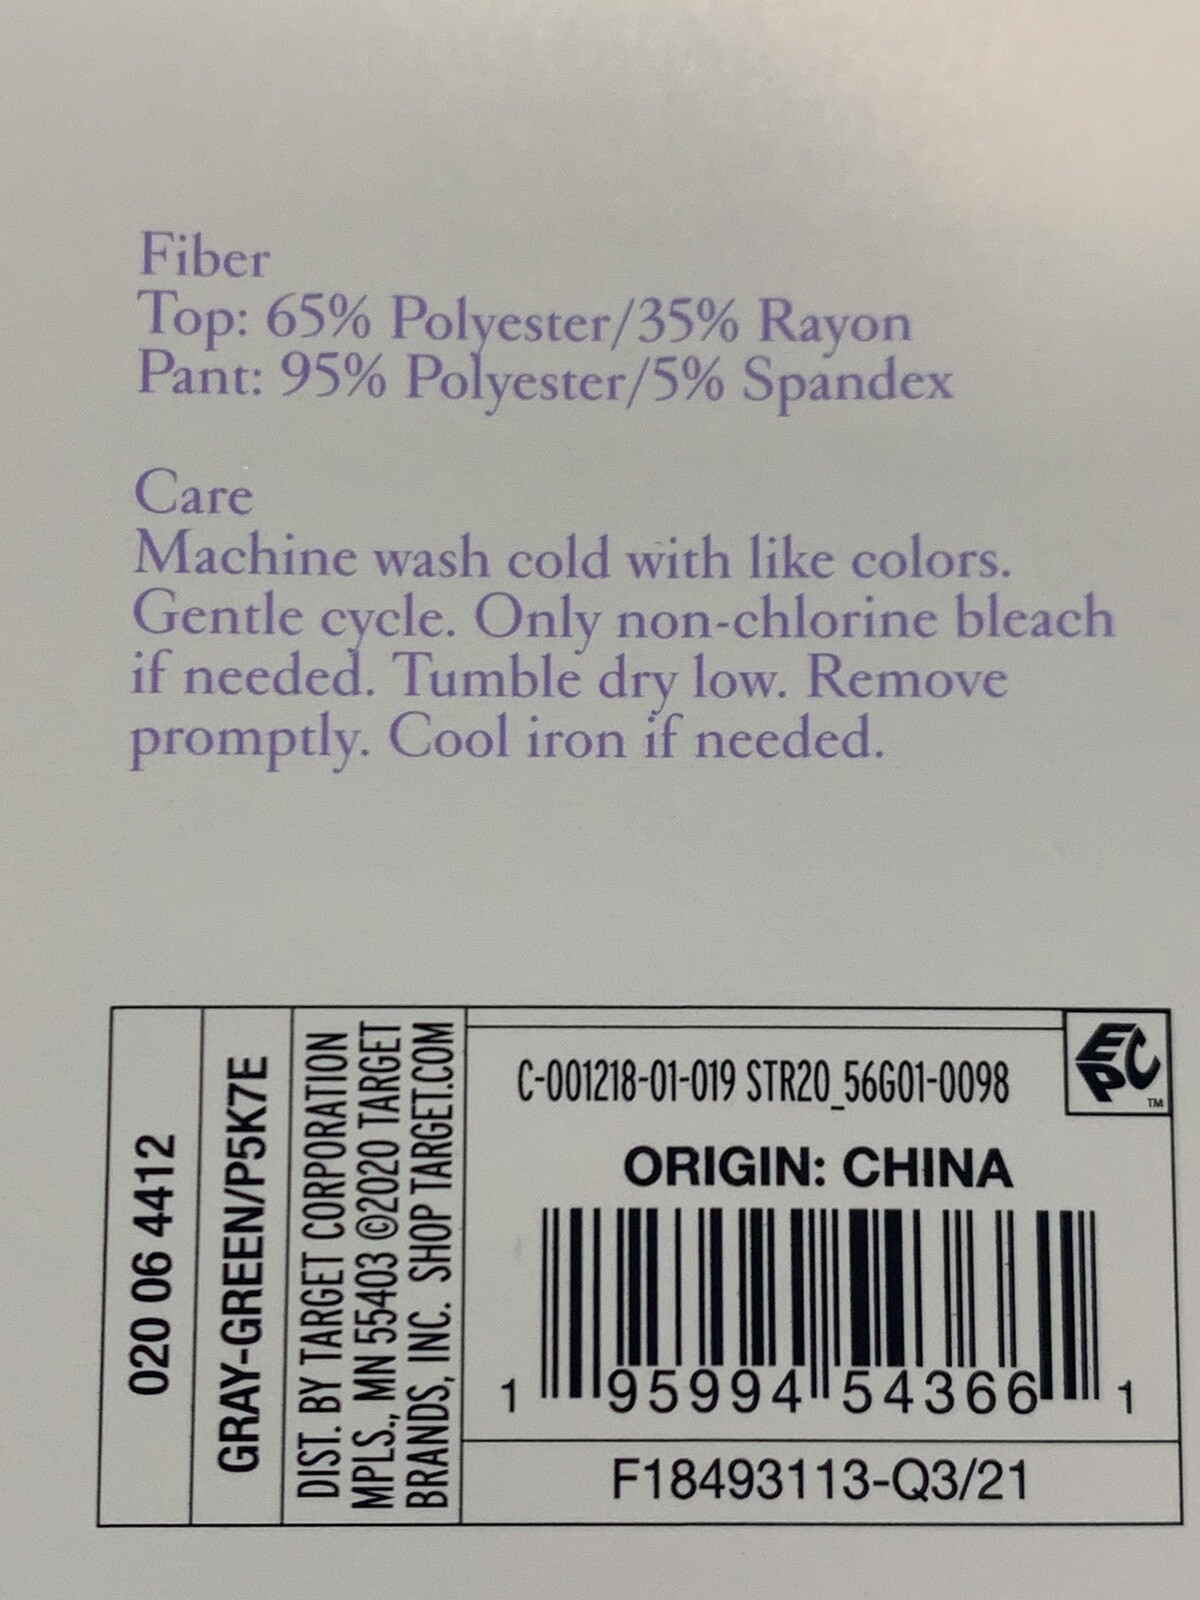 Fiber
Top: 65% Polyester/35% Rayon
Pant: 95% Polyester/5% Spandex
Care
Machine wash cold with like colors.
Gentle cycle. Only non-chlorine bleach
if needed. Tumble dry low. Remove
promptly. Cool iron if needed.
020 06 4412
GRAY-GREEN/P5K7E
DIST. BY TARGET CORPORATION
MPLS., MN 55403 ©2020 TARGET
BRANDS, INC. SHOP TARGET.COM
C-001218-01-019 STR20_56G01-0098
EPC™
ORIGIN: CHINA
1 95994 54366 1
F18493113-Q3/21